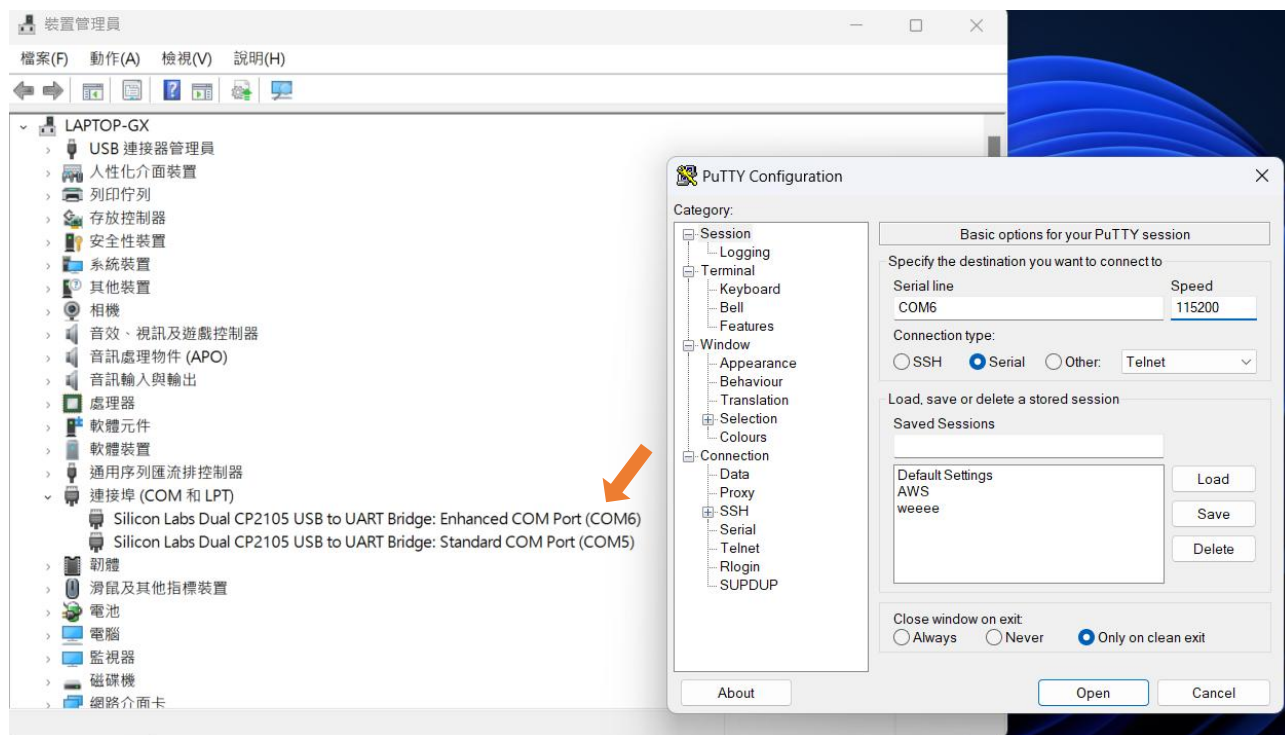 裝置管理員
檔案(F) 動作(A) 檢視(V) 說明(H)
LAPTOP-GX
USB 連接器管理員
人性化介面裝置
列印佇列
存放控制器
安全性裝置
系統裝置
其他裝置
相機
音效、視訊及遊戲控制器
音訊處理物件 (APO)
音訊輸入與輸出
處理器
軟體元件
軟體裝置
通用序列匯流排控制器
連接埠 (COM 和 LPT)
Silicon Labs Dual CP2105 USB to UART Bridge: Enhanced COM Port (COM6)
Silicon Labs Dual CP2105 USB to UART Bridge: Standard COM Port (COM5)
韌體
滑鼠及其他指標裝置
電池
電腦
監視器
磁碟機
網路介面卡
PuTTY Configuration
Category:
Session
Logging
Terminal
Keyboard
Bell
Features
Window
Appearance
Behaviour
Translation
Selection
Colours
Connection
Data
Proxy
SSH
Serial
Telnet
Rlogin
SUPDUP
Basic options for your PuTTY session
Specify the destination you want to connect to
Serial line Speed
COM6 115200
Connection type:
SSH Serial Other: Telnet
Load, save or delete a stored session
Saved Sessions
Default Settings
AWS
weeee
Load
Save
Delete
Close window on exit:
Always Never Only on clean exit
About Open Cancel